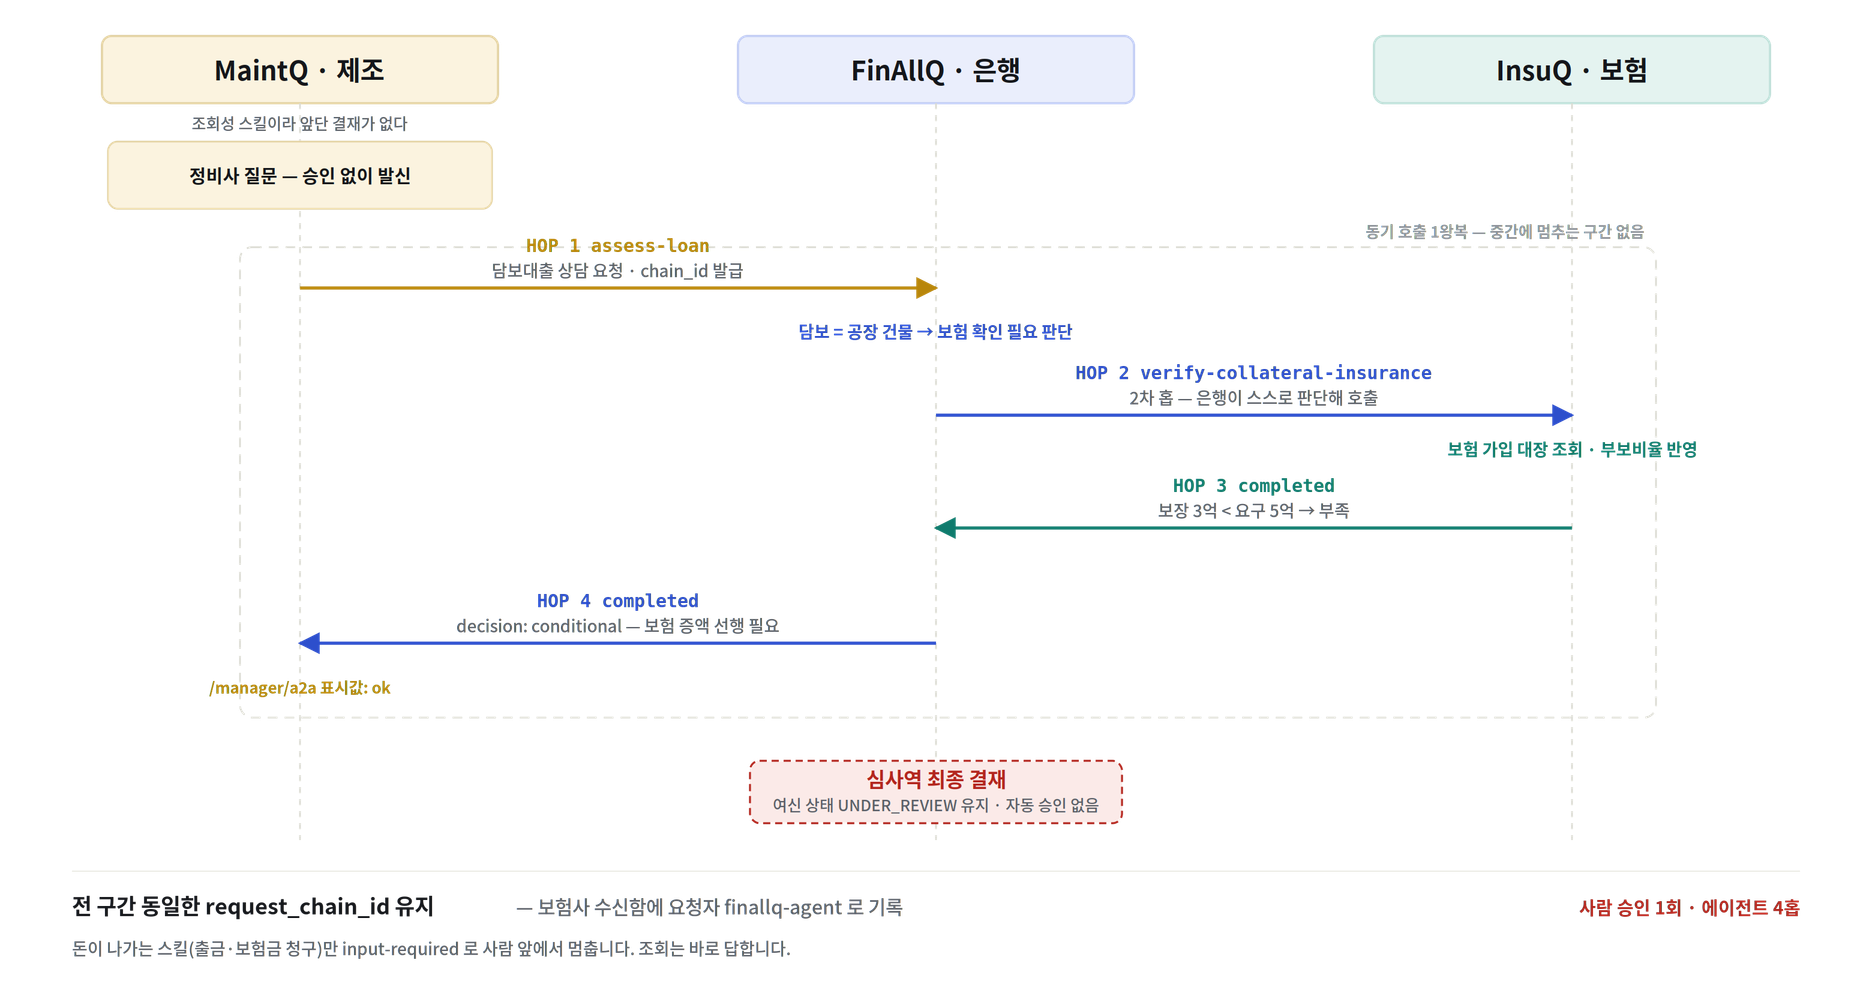 MaintQ · 제조
FinAllQ · 은행
InsuQ · 보험
조회성 스킬이라 앞단 결재가 없다
정비사 질문 — 승인 없이 발신
동기 호출 1왕복 — 중간에 멈추는 구간 없음
HOP 1 assess-loan
담보대출 상담 요청 · chain_id 발급
담보 = 공장 건물 → 보험 확인 필요 판단
HOP 2 verify-collateral-insurance
2차 홉 — 은행이 스스로 판단해 호출
보험 가입 대장 조회 · 부보비율 반영
HOP 3 completed
보장 3억 < 요구 5억 → 부족
HOP 4 completed
decision: conditional — 보험 증액 선행 필요
/manager/a2a 표시값: ok
심사역 최종 결재
여신 상태 UNDER_REVIEW 유지 · 자동 승인 없음
전 구간 동일한 request_chain_id 유지 — 보험사 수신함에 요청자 finallq-agent 로 기록
사람 승인 1회 · 에이전트 4홉
돈이 나가는 스킬(출금·보험금 청구)만 input-required 로 사람 앞에서 멈춥니다. 조회는 바로 답합니다.